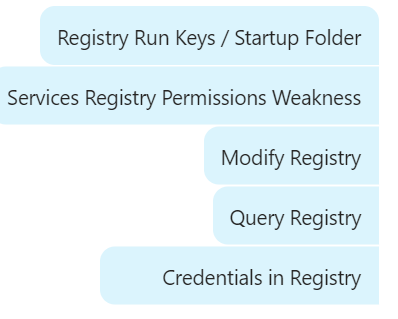 Registry Run Keys / Startup Folder
Services Registry Permissions Weakness
Modify Registry
Query Registry
Credentials in Registry